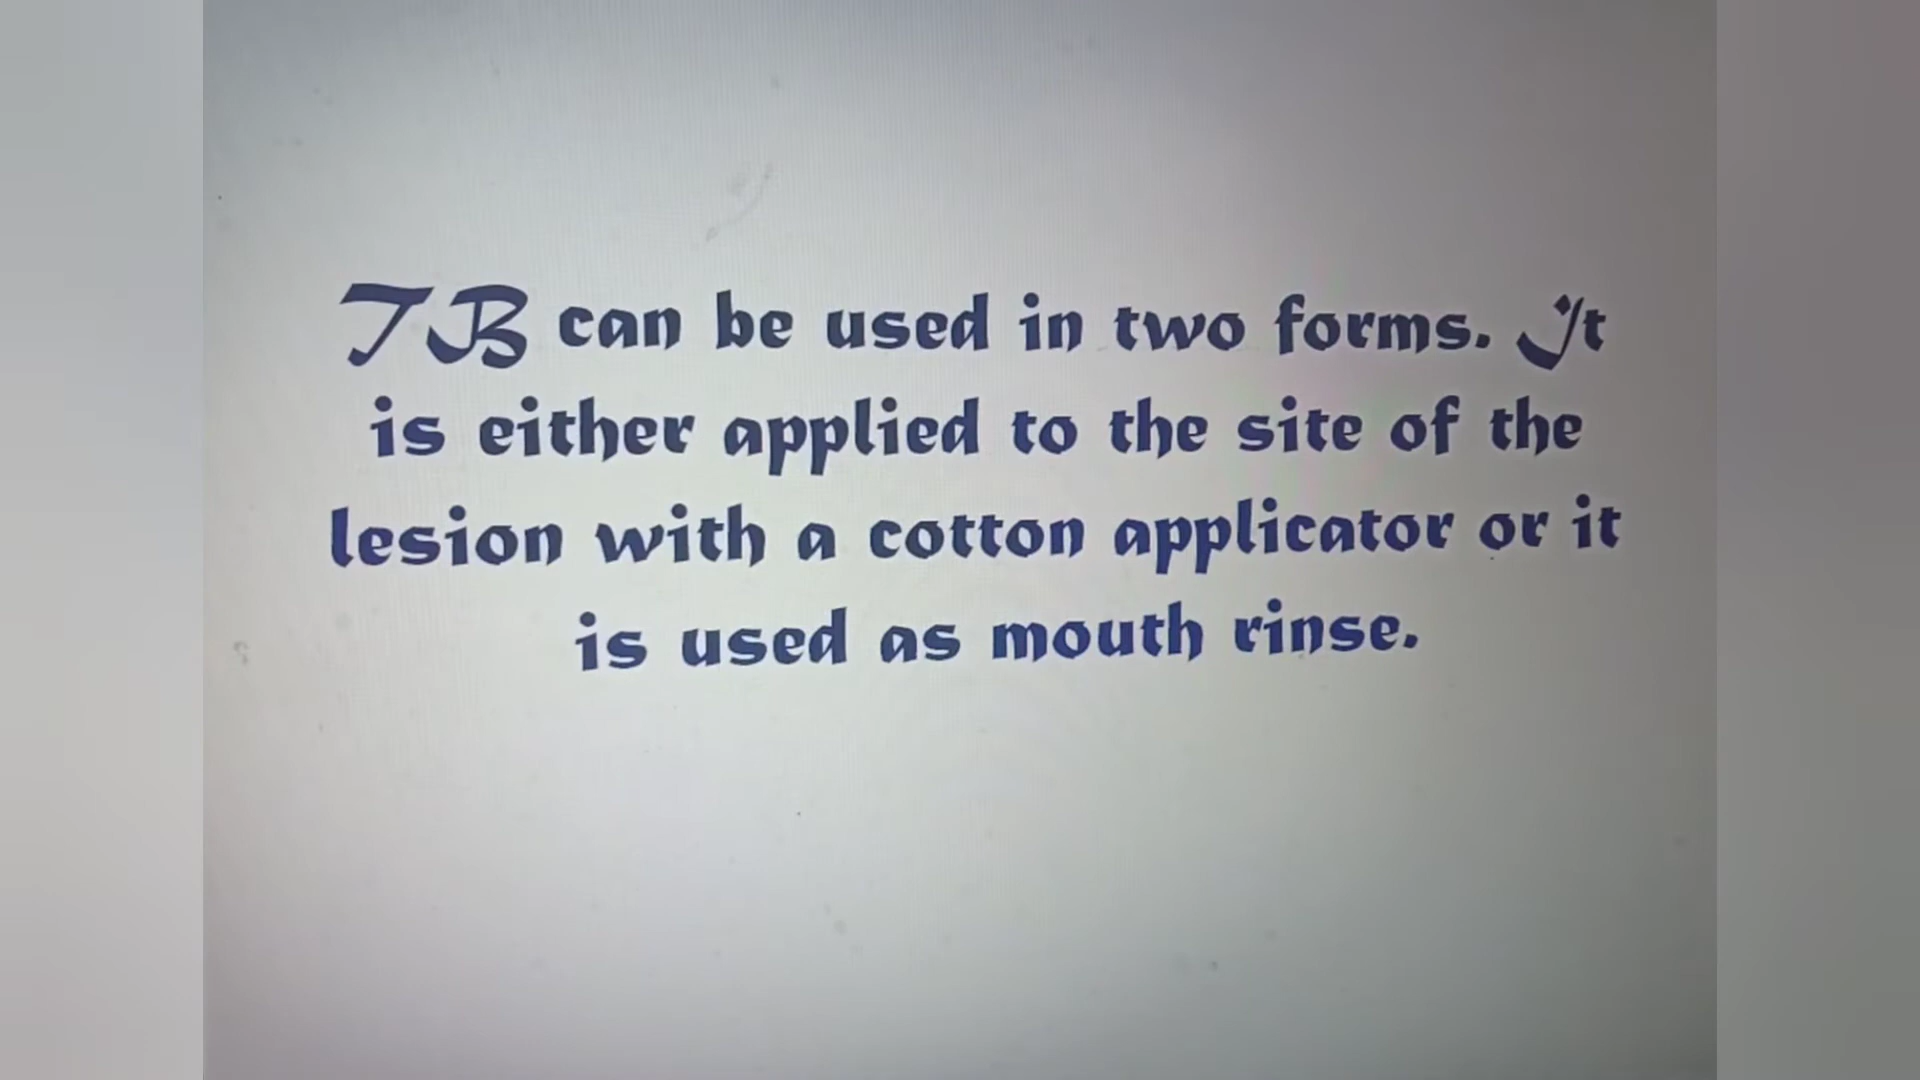 TB can be used in two forms. It
is either applied to the site of the
lesion with a cotton applicator or it
is used as mouth rinse.